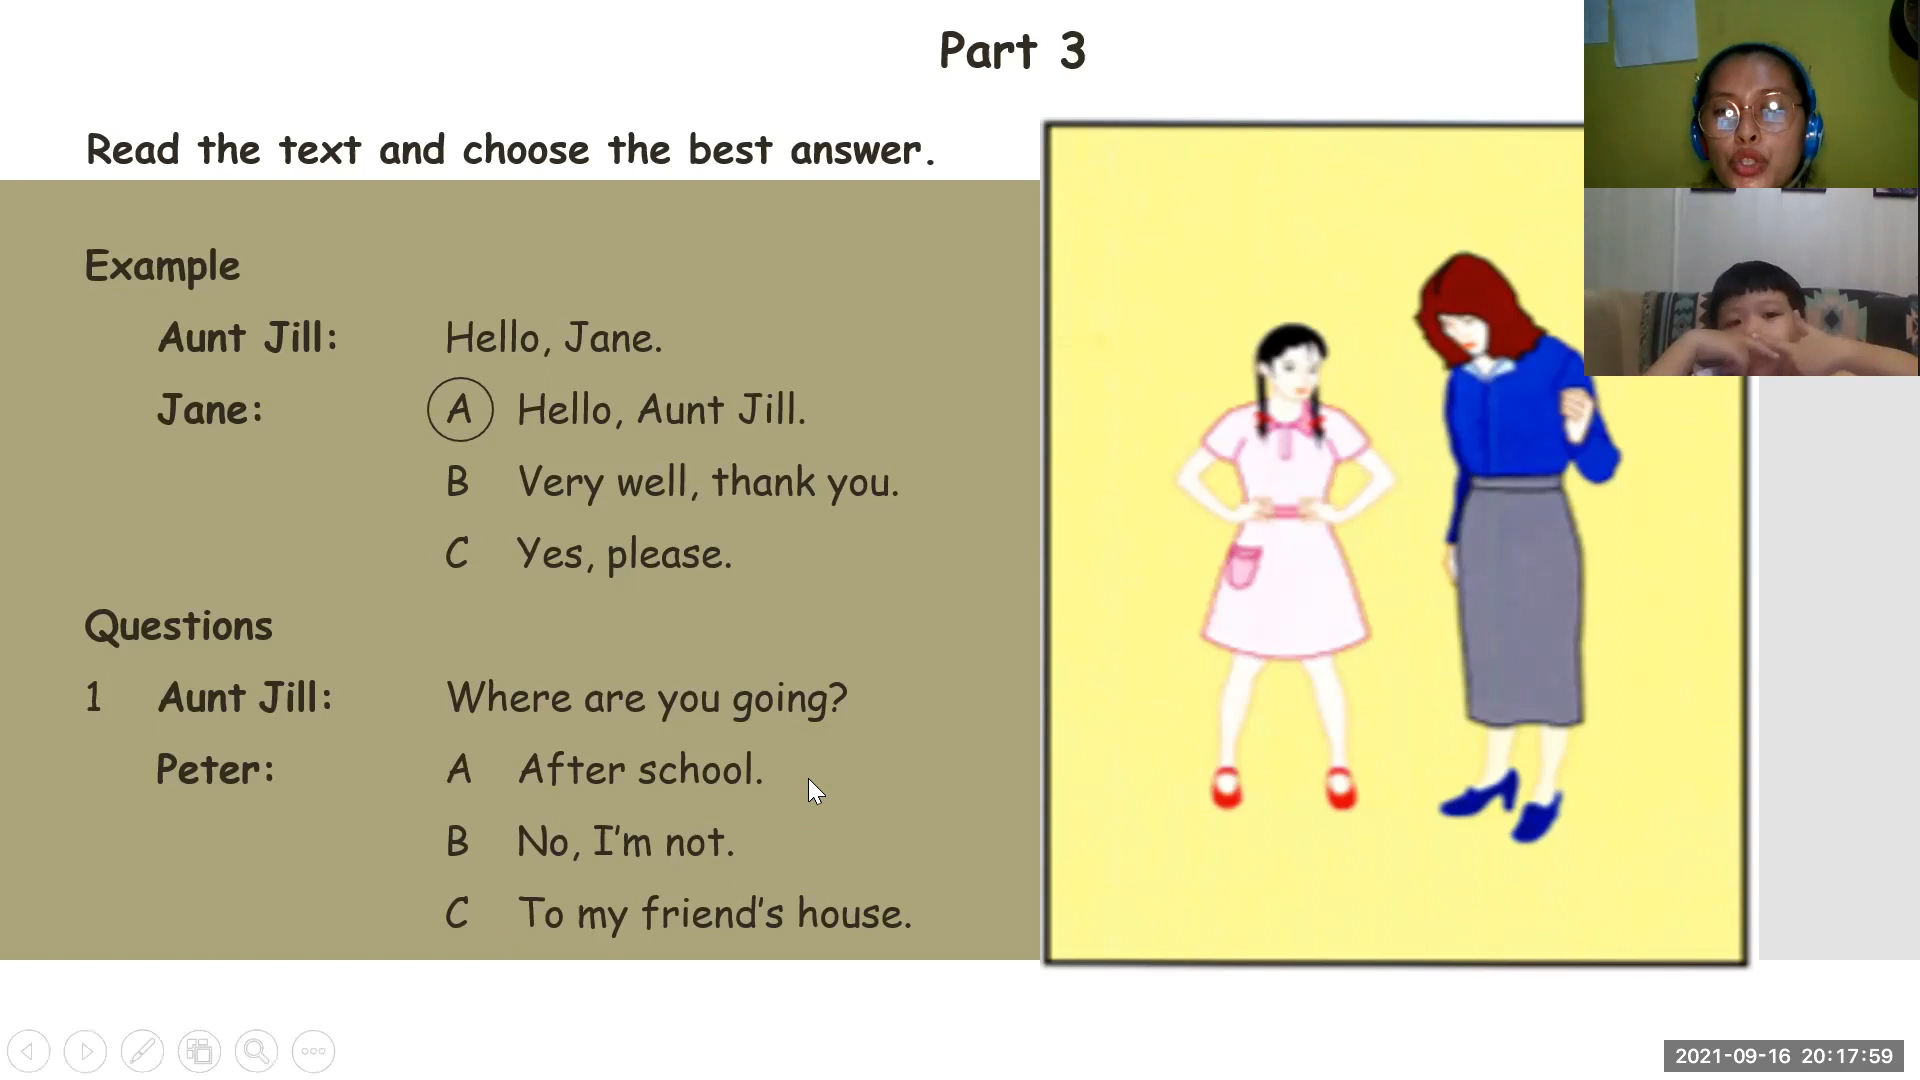 Part 3
Read the text and choose the best answer.
Example
Aunt Jill: Hello, Jane.
Jane: A Hello, Aunt Jill.
B Very well, thank you.
C Yes, please.
Questions
1 Aunt Jill: Where are you going?
Peter: A After school.
B No, I'm not.
C To my friend's house.
2021-09-16 20:17:59